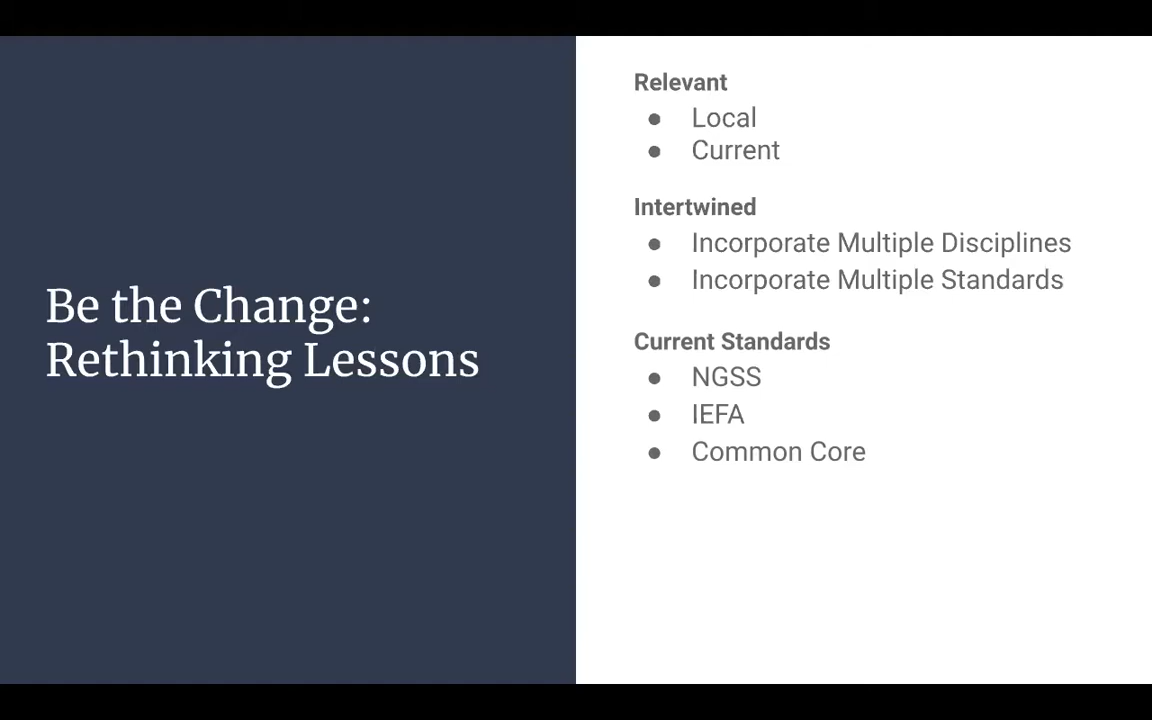 Be the Change:
Rethinking Lessons
Relevant
● Local
● Current
Intertwined
● Incorporate Multiple Disciplines
● Incorporate Multiple Standards
Current Standards
● NGSS
● IEFA
● Common Core